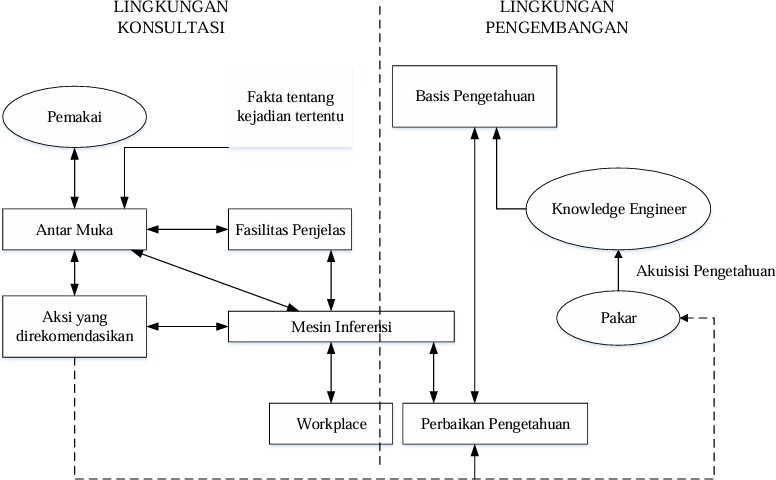 LINGKUNGAN
KONSULTASI
LINGKUNGAN
PENGEMBANGAN
Pemakai
Fakta tentang
kejadian tertentu
Basis Pengetahuan
Antar Muka
Fasilitas Penjelas
Knowledge Engineer
Akuisisi Pengetahuan
Aksi yang
direkomendasikan
Mesin Inferensi
Pakar
Workplace
Perbaikan Pengetahuan